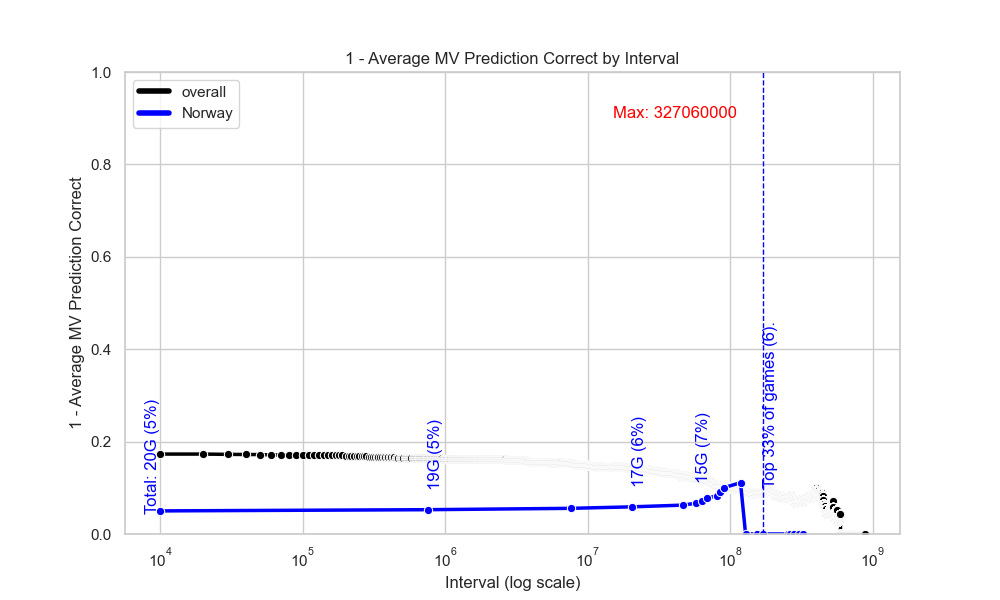 1 - Average MV Prediction Correct by Interval
overall
Norway
Max: 327060000
1 - Average MV Prediction Correct
1.0
0.8
0.6
0.4
0.2
0.0
Total: 20G (5%)
19G (5%)
17G (6%)
15G (7%)
Top 33% of games (6).
10^4
10^5
10^6
10^7
10^8
10^9
Interval (log scale)